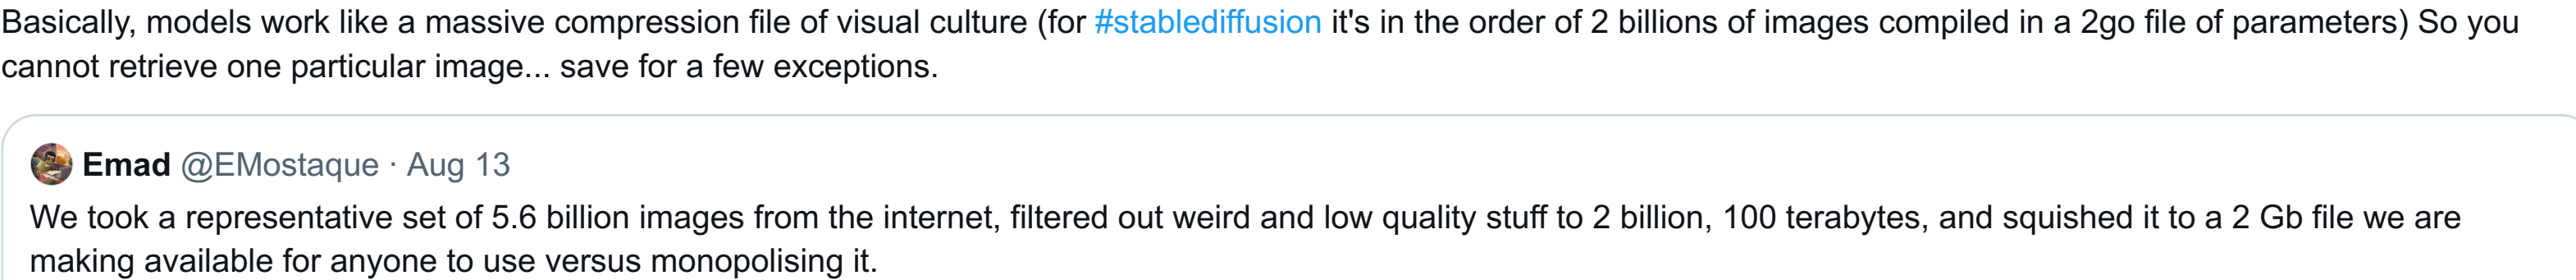 Basically, models work like a massive compression file of visual culture (for #stablediffusion it's in the order of 2 billions of images compiled in a 2go file of parameters) So you
cannot retrieve one particular image... save for a few exceptions.
Emad @EMostaque · Aug 13
We took a representative set of 5.6 billion images from the internet, filtered out weird and low quality stuff to 2 billion, 100 terabytes, and squished it to a 2 Gb file we are
making available for anyone to use versus monopolising it.